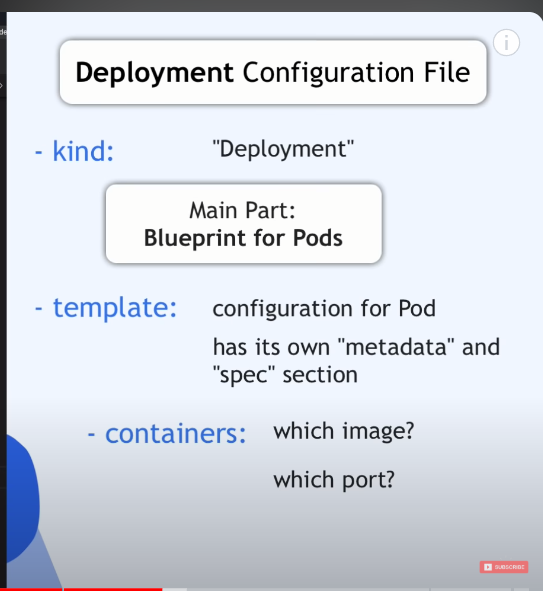 Deployment Configuration File
- kind: "Deployment"
Main Part:
Blueprint for Pods
- template: configuration for Pod
has its own "metadata" and
"spec" section
- containers: which image?
which port?
SUBSCRIBE